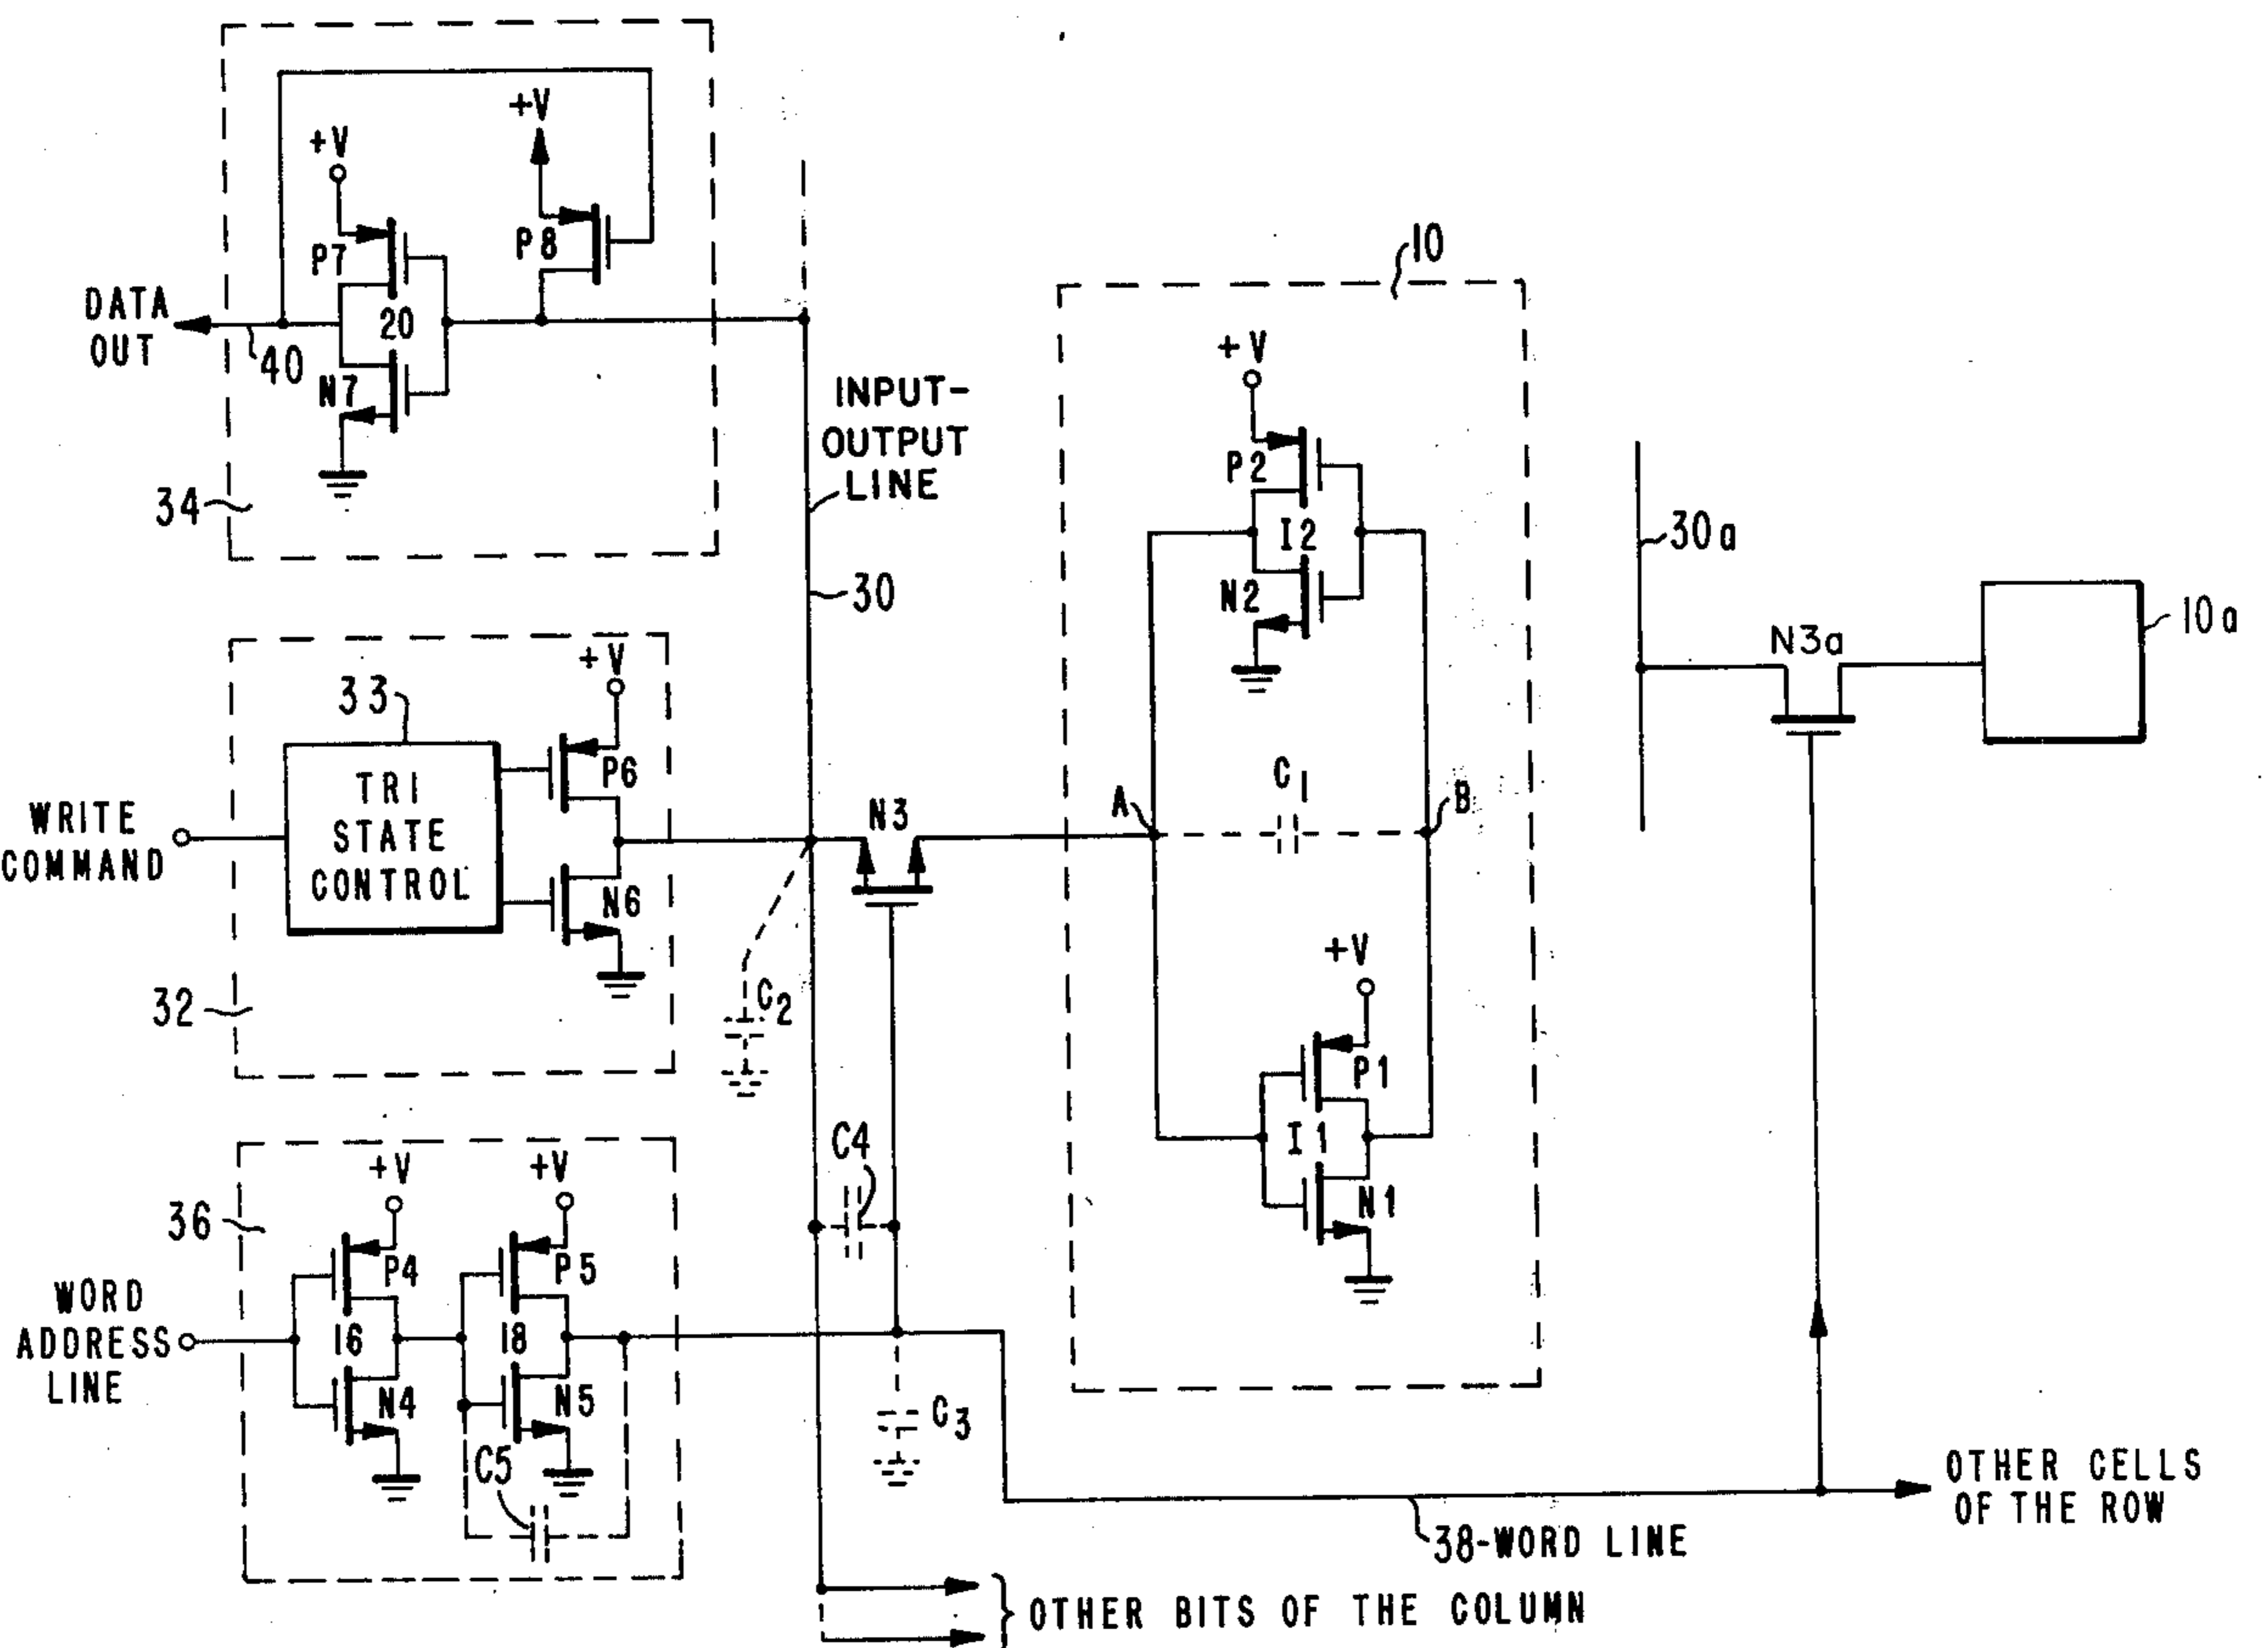 +V
+V
P7
P8
DATA
OUT
20
40
N7
34
INPUT-
OUTPUT
LINE
30
10
+V
P2
I2
N2
30a
N3a
10a
33
+V
WRITE
COMMAND
TRI
STATE
CONTROL
P6
N6
32
N3
A
C1
B
C2
+V
P1
I1
N1
C4
36
+V
+V
P4
P5
WORD
ADDRESS
LINE
I6
I8
N4
N5
C5
C3
38-WORD LINE
OTHER CELLS
OF THE ROW
OTHER BITS OF THE COLUMN